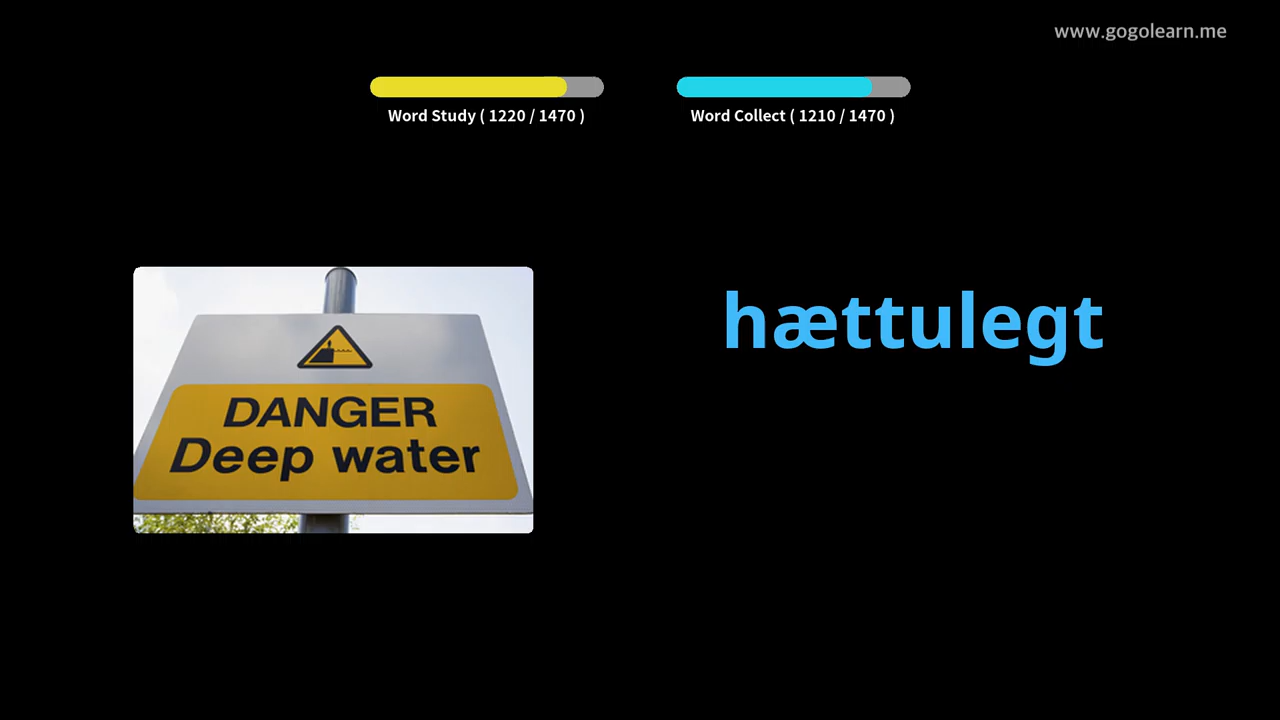 www.gogolearn.me
Word Study ( 1220 / 1470 )
Word Collect ( 1210 / 1470 )
DANGER
Deep water
hættulegt